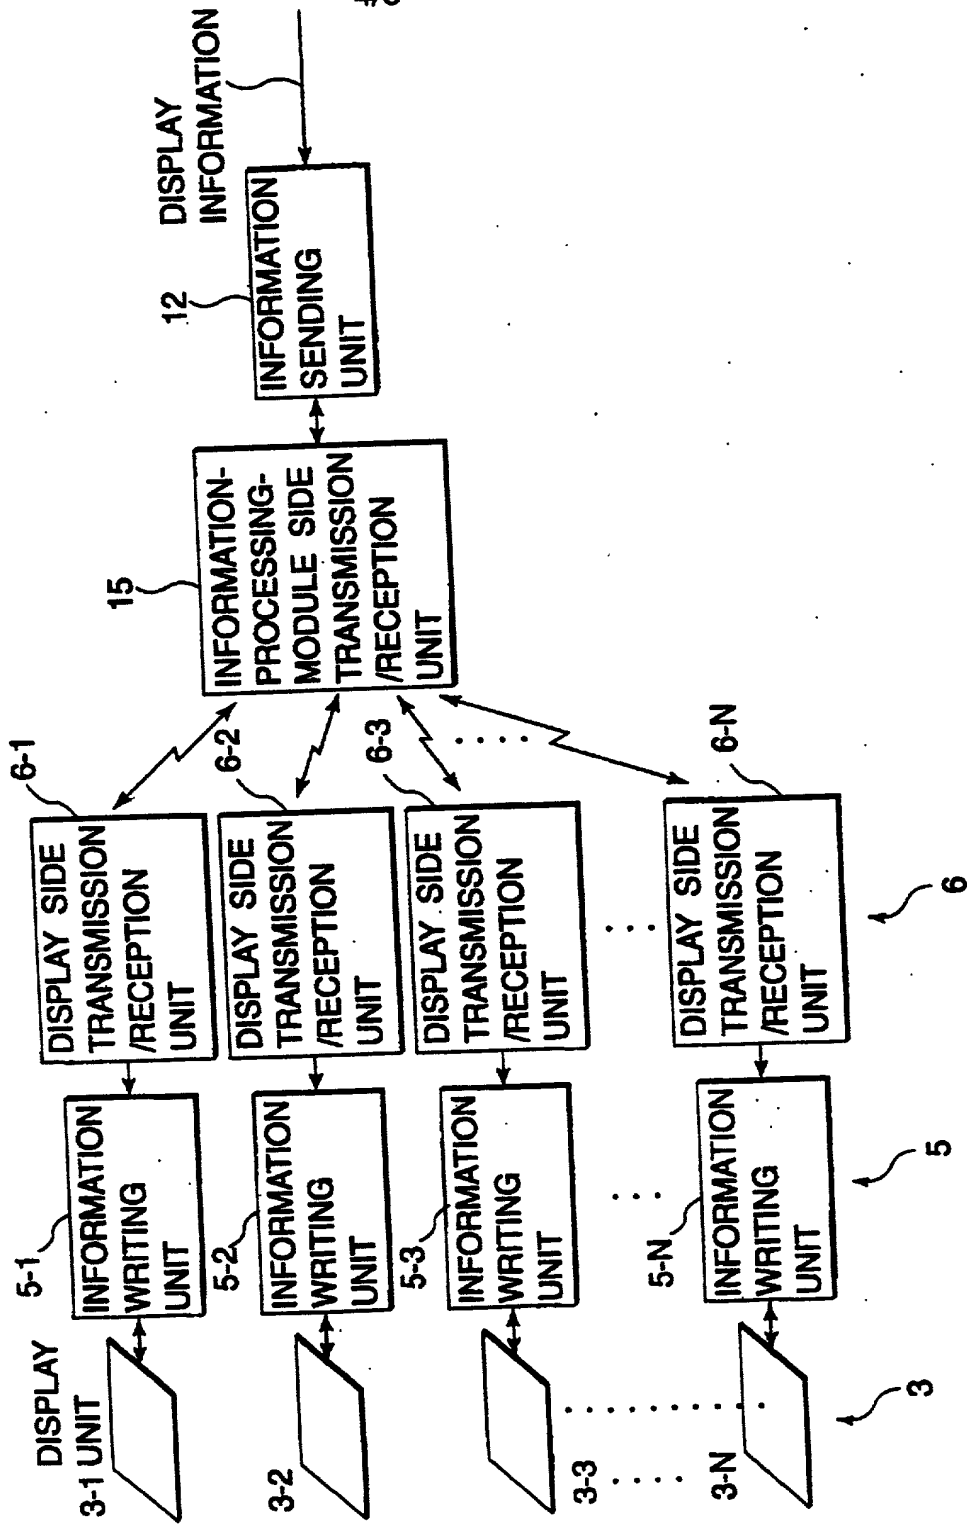 DISPLAY
UNIT
3-1
5-1
INFORMATION
WRITING
UNIT
6-1
DISPLAY SIDE
TRANSMISSION
/RECEPTION
UNIT
3-2
5-2
INFORMATION
WRITING
UNIT
6-2
DISPLAY SIDE
TRANSMISSION
/RECEPTION
UNIT
3-3
5-3
INFORMATION
WRITING
UNIT
6-3
DISPLAY SIDE
TRANSMISSION
/RECEPTION
UNIT
3-N
5-N
INFORMATION
WRITING
UNIT
6-N
DISPLAY SIDE
TRANSMISSION
/RECEPTION
UNIT
3
5
6
15
INFORMATION-
PROCESSING-
MODULE SIDE
TRANSMISSION
/RECEPTION
UNIT
12
INFORMATION
SENDING
UNIT
DISPLAY
INFORMATION